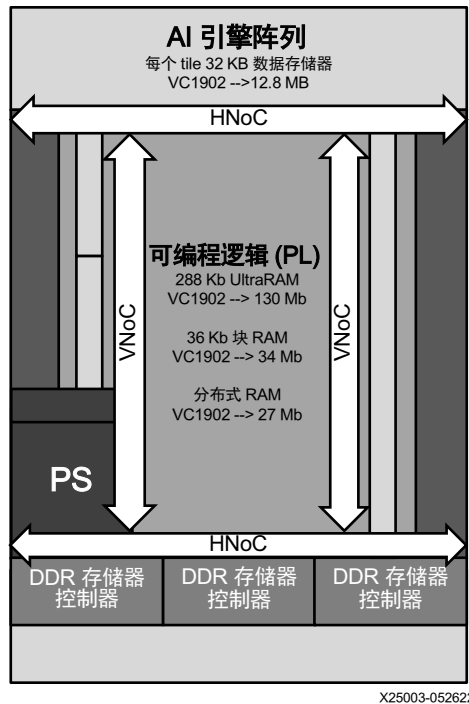 AI 引擎阵列
每个 tile 32 KB 数据存储器
VC1902 -->12.8 MB
HNoC
可编程逻辑 (PL)
288 Kb UltraRAM
VC1902 --> 130 Mb
36 Kb 块 RAM
VC1902 --> 34 Mb
分布式 RAM
VC1902 --> 27 Mb
VNoC
VNoC
PS
HNoC
DDR 存储器
控制器
DDR 存储器
控制器
DDR 存储器
控制器
X25003-052622